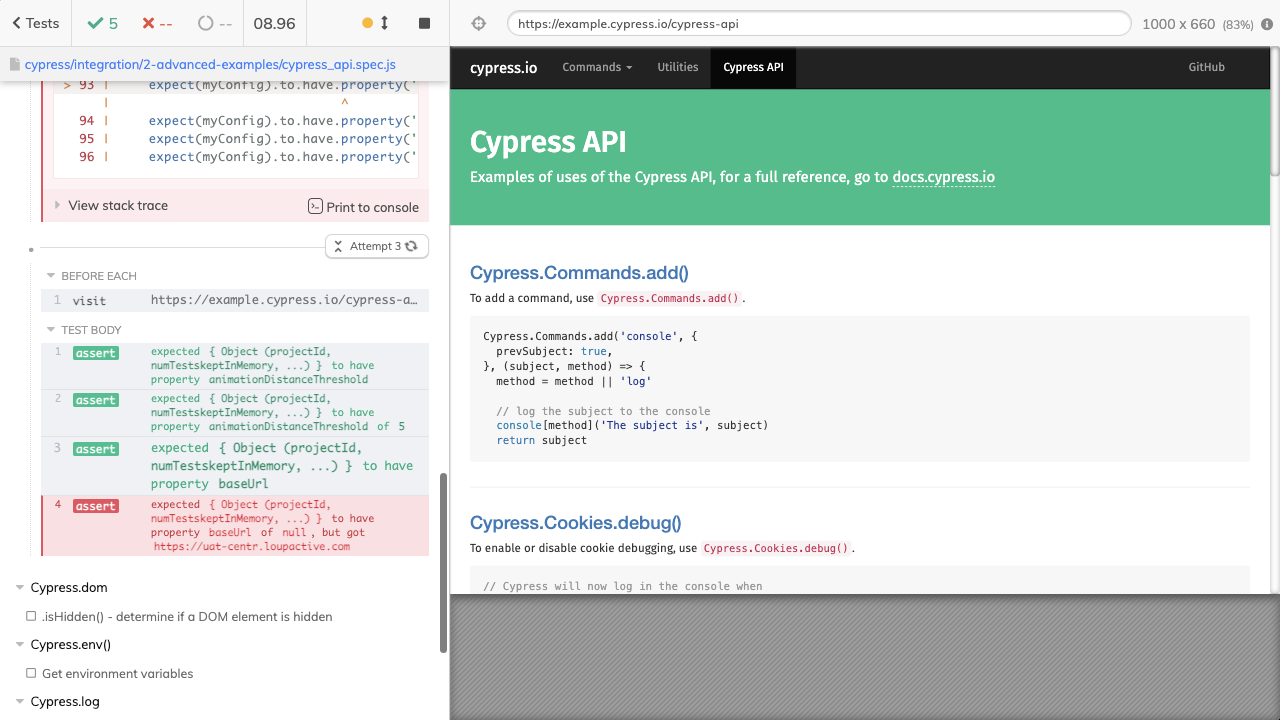 Tests
5
--
--
08.96
https://example.cypress.io/cypress-api
1000 x 660 (83%)
cypress/integration/2-advanced-examples/cypress_api.spec.js
> 93 | expect(myConfig).to.have.property('
| ^
94 | expect(myConfig).to.have.property('
95 | expect(myConfig).to.have.property('
96 | expect(myConfig).to.have.property('
View stack trace
Print to console
Attempt 3
BEFORE EACH
1 visit https://example.cypress.io/cypress-a…
TEST BODY
1 assert expected { Object (projectId,
numTestskeptInMemory, ...) } to have
property animationDistanceThreshold
2 assert expected { Object (projectId,
numTestskeptInMemory, ...) } to have
property animationDistanceThreshold of 5
3 assert expected { Object (projectId,
numTestskeptInMemory, ...) } to have
property baseUrl
4 assert expected { Object (projectId,
numTestskeptInMemory, ...) } to have
property baseUrl of null, but got
https://uat-centr.loupactive.com
Cypress.dom
.isHidden() - determine if a DOM element is hidden
Cypress.env()
Get environment variables
Cypress.log
cypress.io
Commands
Utilities
Cypress API
GitHub
Cypress API
Examples of uses of the Cypress API, for a full reference, go to docs.cypress.io
Cypress.Commands.add()
To add a command, use Cypress.Commands.add().
Cypress.Commands.add('console', {
prevSubject: true,
}, (subject, method) => {
method = method || 'log'
// log the subject to the console
console[method]('The subject is', subject)
return subject
Cypress.Cookies.debug()
To enable or disable cookie debugging, use Cypress.Cookies.debug().
// Cypress will now log in the console when